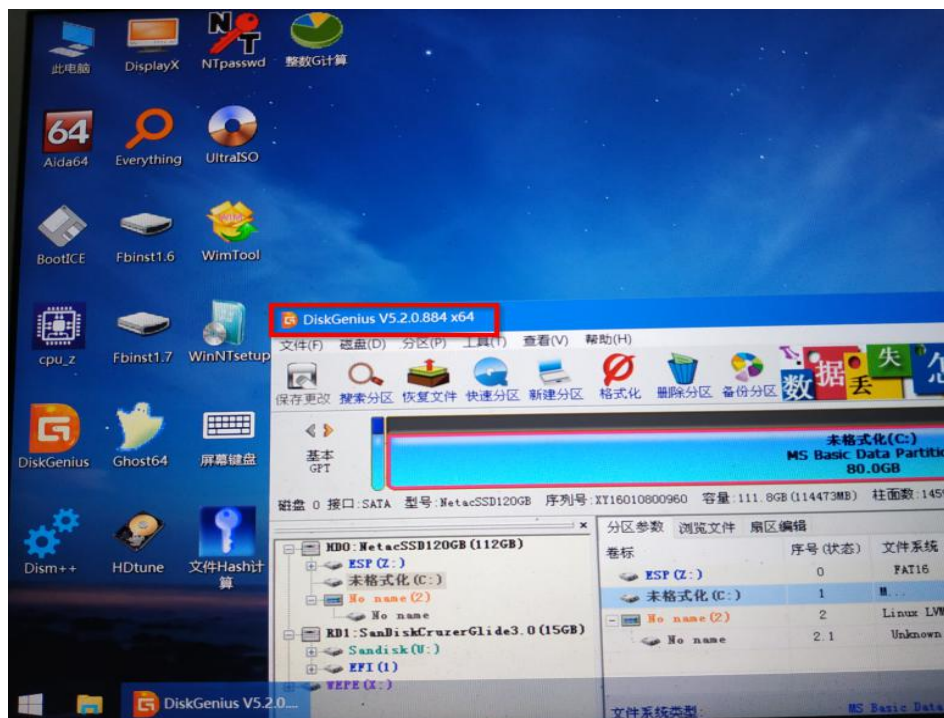 此电脑
DisplayX
NTpasswd
整数G计算
Aida64
Everything
UltraISO
BootICE
Fbinst1.6
WimTool
cpu_z
Fbinst1.7
WinNTsetup
DiskGenius
Ghost64
屏幕键盘
Dism++
HDtune
文件Hash计算
DiskGenius V5.2.0.884 x64
文件(F) 磁盘(D) 分区(P) 工具(T) 查看(V) 帮助(H)
保存更改 搜索分区 恢复文件 快速分区 新建分区 格式化 删除分区 备份分区
数据丢失
基本
GPT
未格式化(C:)
MS Basic Data Partitio
80.0GB
磁盘 0 接口:SATA 型号:NetacSSD120GB 序列号:XY16010800960 容量:111.8GB(114473MB) 柱面数:1459
HD0:NetacSSD120GB(112GB)
ESP(Z:)
未格式化(C:)
No name(2)
No name
RD1:SanDiskCruzerGlide3.0(15GB)
Sandisk(U:)
EFI(1)
WEPE(X:)
分区参数 浏览文件 扇区编辑
卷标 序号(状态) 文件系统
ESP(Z:) 0 FAT16
未格式化(C:) 1 M...
No name(2) 2 Linux LVM
No name 2.1 Unknown
文件系统类型: MS Basic Data
DiskGenius V5.2.0....